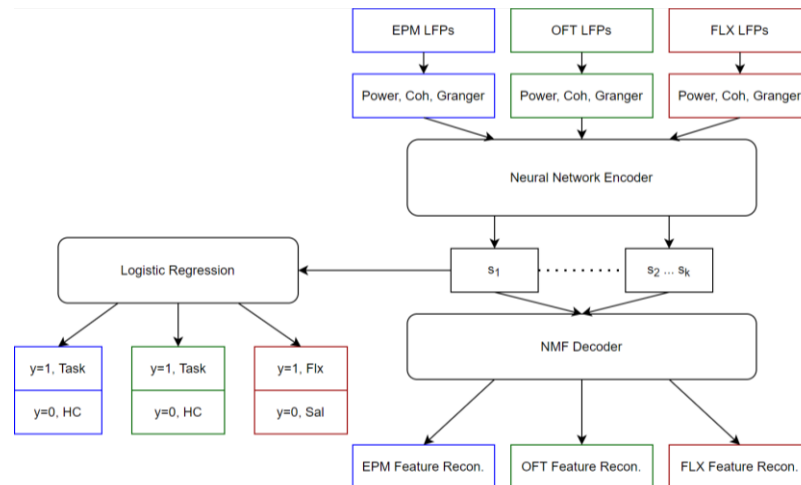 EPM LFPs
OFT LFPs
FLX LFPs
Power, Coh, Granger
Power, Coh, Granger
Power, Coh, Granger
Neural Network Encoder
Logistic Regression
s1
s2 ... sk
NMF Decoder
y=1, Task
y=1, Task
y=1, Flx
y=0, HC
y=0, HC
y=0, Sal
EPM Feature Recon.
OFT Feature Recon.
FLX Feature Recon.